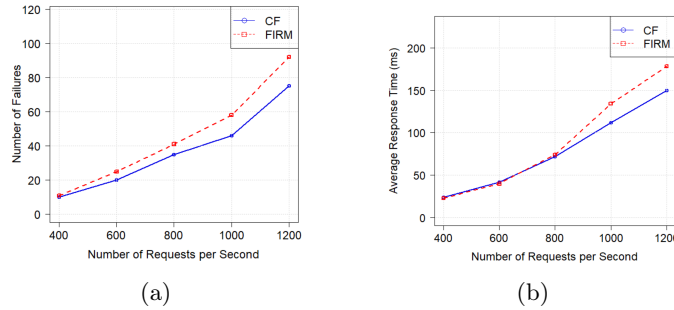 120
100
80
60
40
20
0
Number of Failures
400 600 800 1000 1200
Number of Requests per Second
CF
FIRM
(a)
200
150
100
50
0
Average Response Time (ms)
400 600 800 1000 1200
Number of Requests per Second
CF
FIRM
(b)